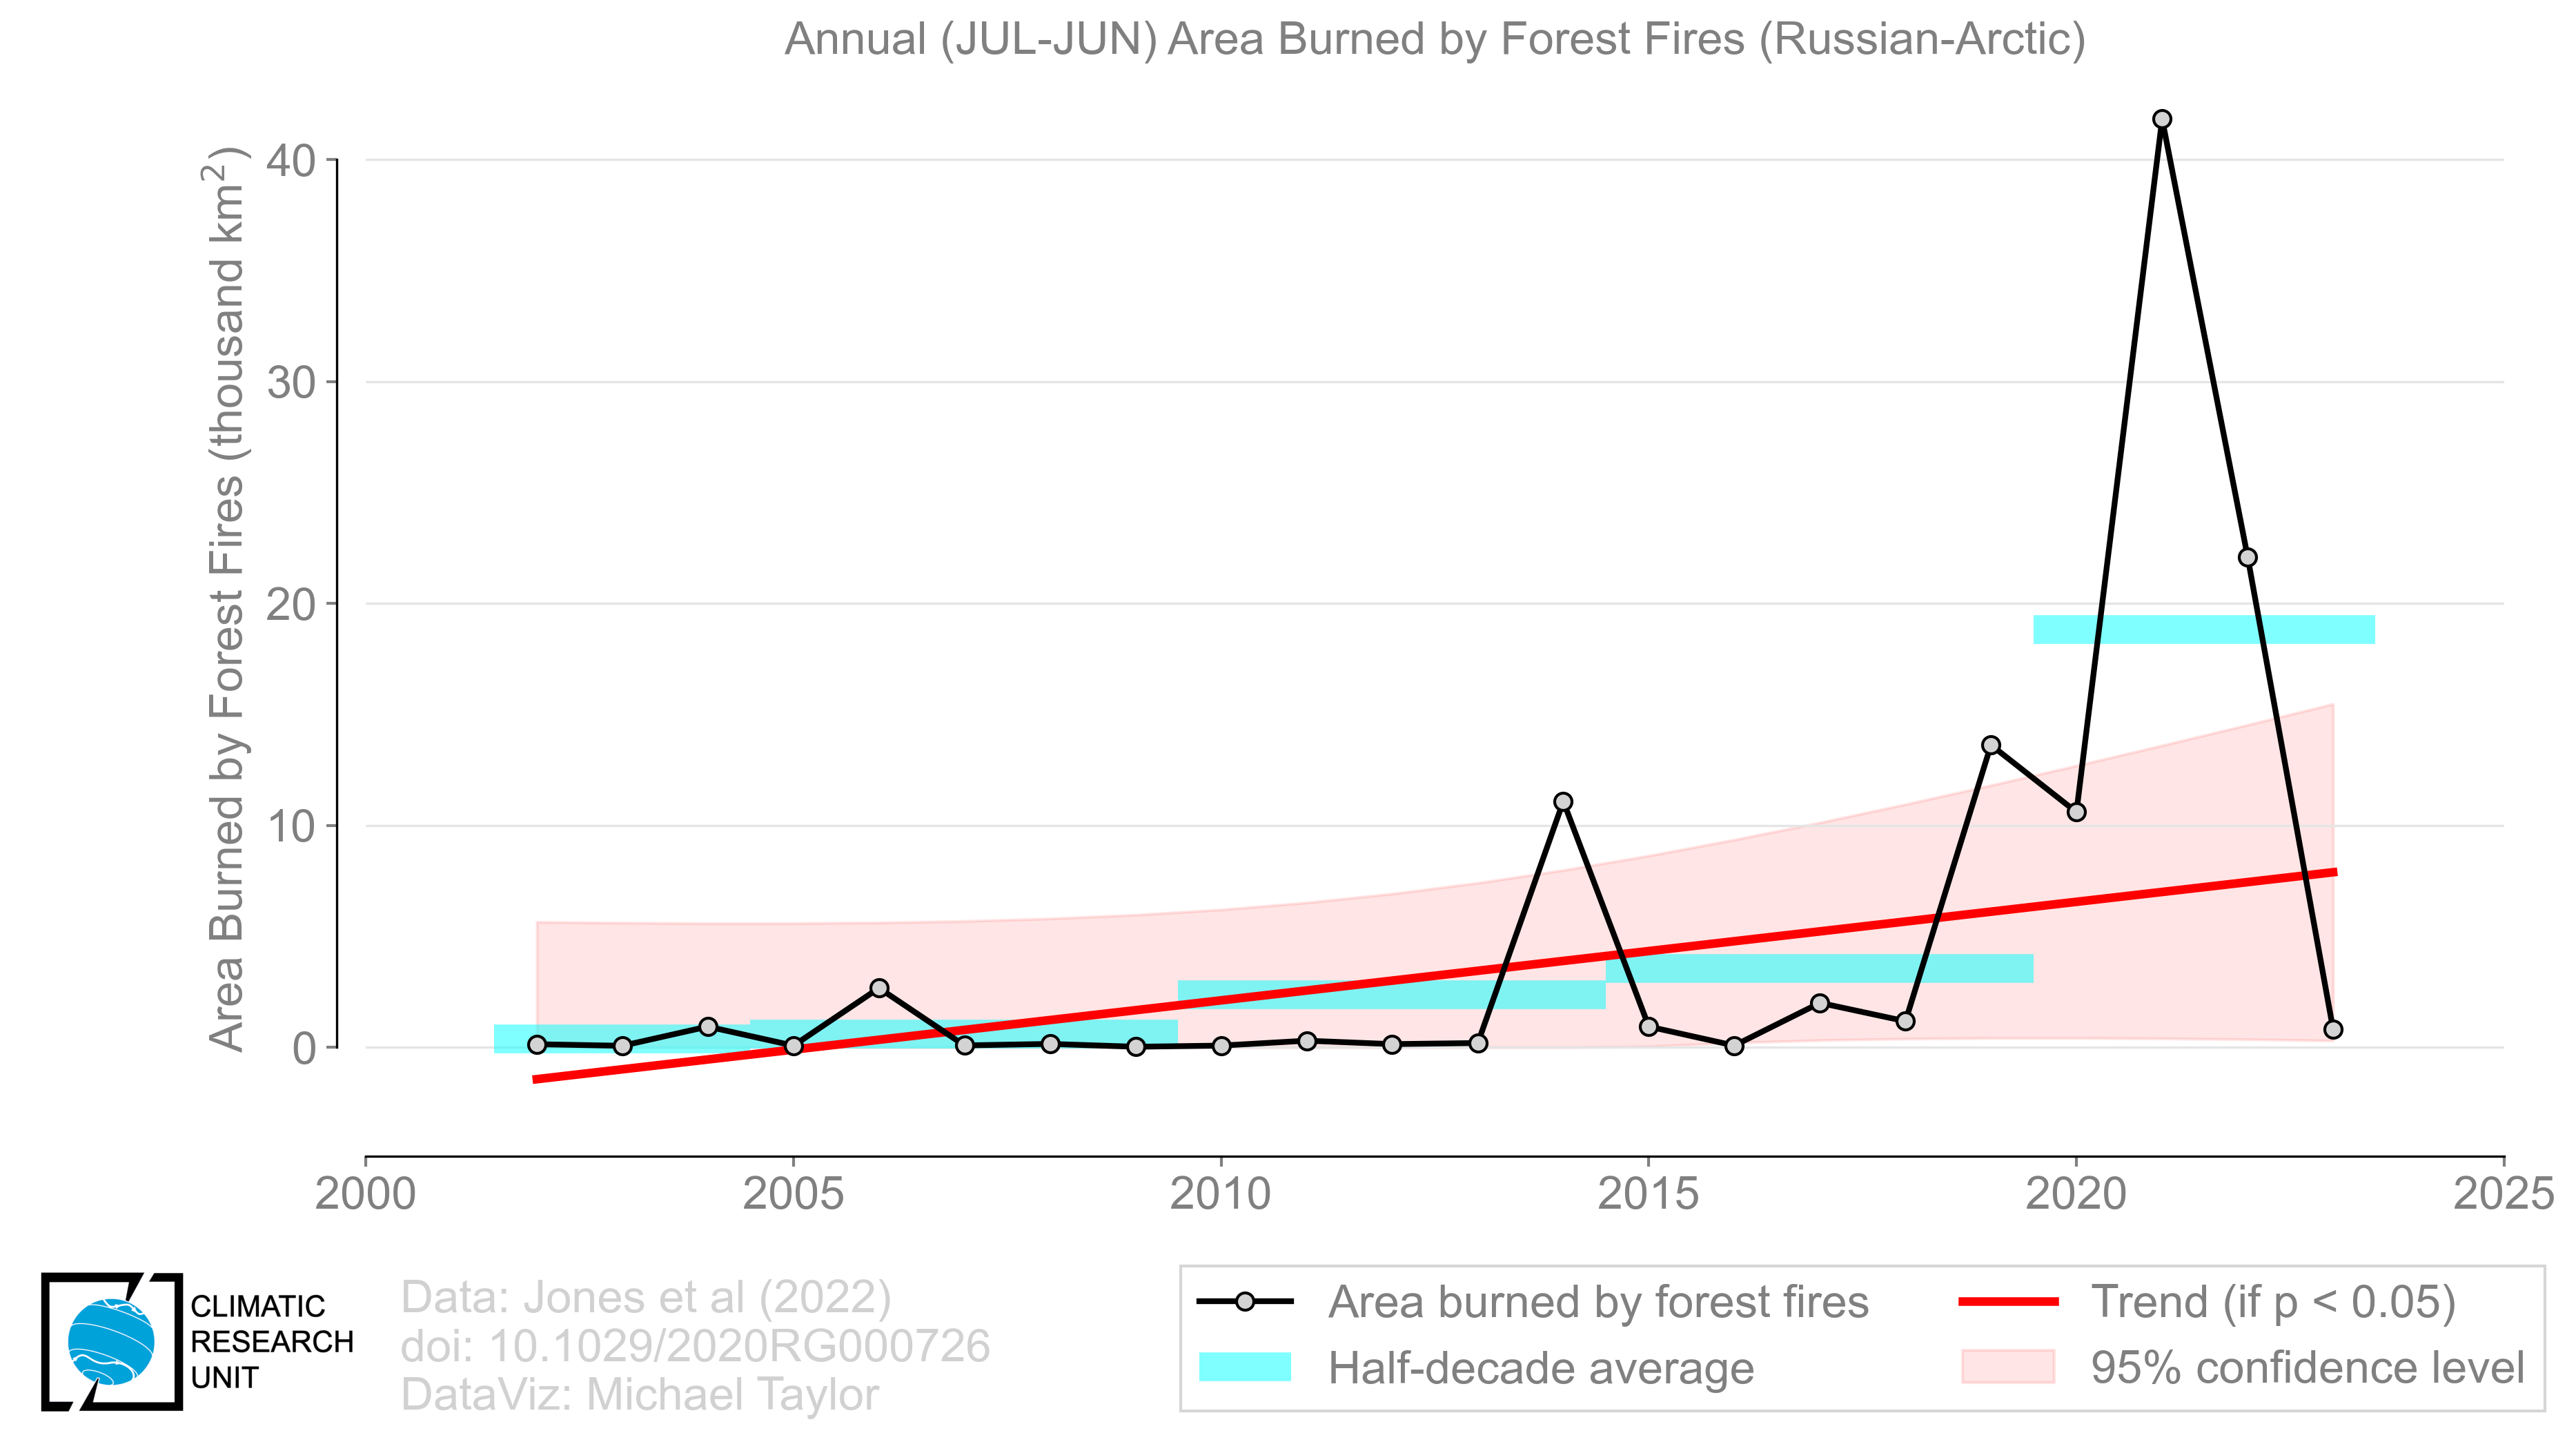 Annual (JUL-JUN) Area Burned by Forest Fires (Russian-Arctic)
Area Burned by Forest Fires (thousand km²)
40
30
20
10
0
2000
2005
2010
2015
2020
2025
CLIMATIC
RESEARCH
UNIT
Data: Jones et al (2022)
doi: 10.1029/2020RG000726
DataViz: Michael Taylor
Area burned by forest fires
Half-decade average
Trend (if p < 0.05)
95% confidence level